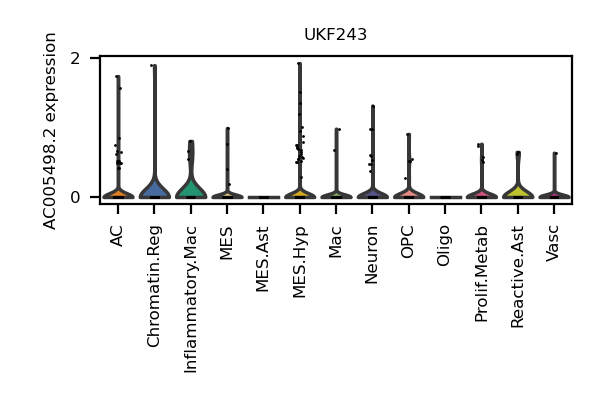 UKF243
AC005498.2 expression
2
0
AC
Chromatin.Reg
Inflammatory.Mac
MES
MES.Ast
MES.Hyp
Mac
Neuron
OPC
Oligo
Prolif.Metab
Reactive.Ast
Vasc